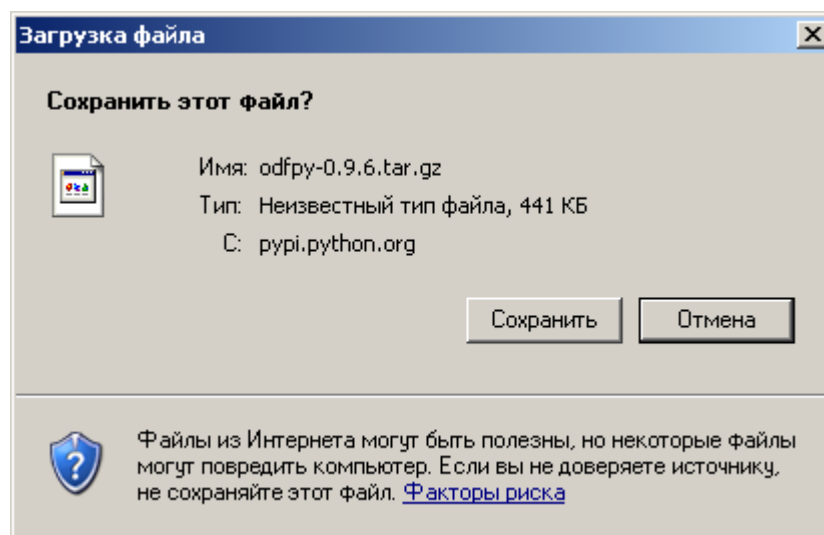 Загрузка файла
Сохранить этот файл?
Имя: odfpy-0.9.6.tar.gz
Тип: Неизвестный тип файла, 441 КБ
С: pypi.python.org
Сохранить Отмена
Файлы из Интернета могут быть полезны, но некоторые файлы
могут повредить компьютер. Если вы не доверяете источнику,
не сохраняйте этот файл. Факторы риска